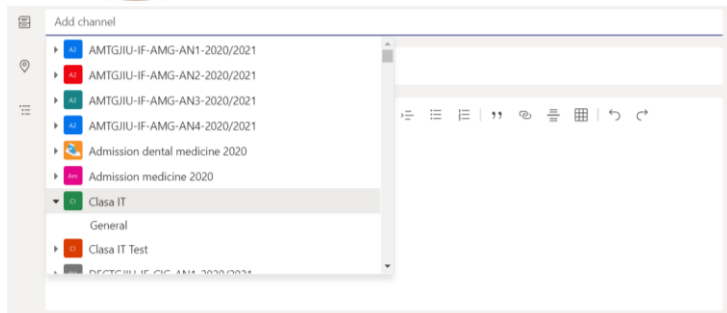 Add channel
A2 AMTGJIU-IF-AMG-AN1-2020/2021
A2 AMTGJIU-IF-AMG-AN2-2020/2021
A2 AMTGJIU-IF-AMG-AN3-2020/2021
A2 AMTGJIU-IF-AMG-AN4-2020/2021
Admission dental medicine 2020
Am Admission medicine 2020
Clasa IT
General
Clasa IT Test